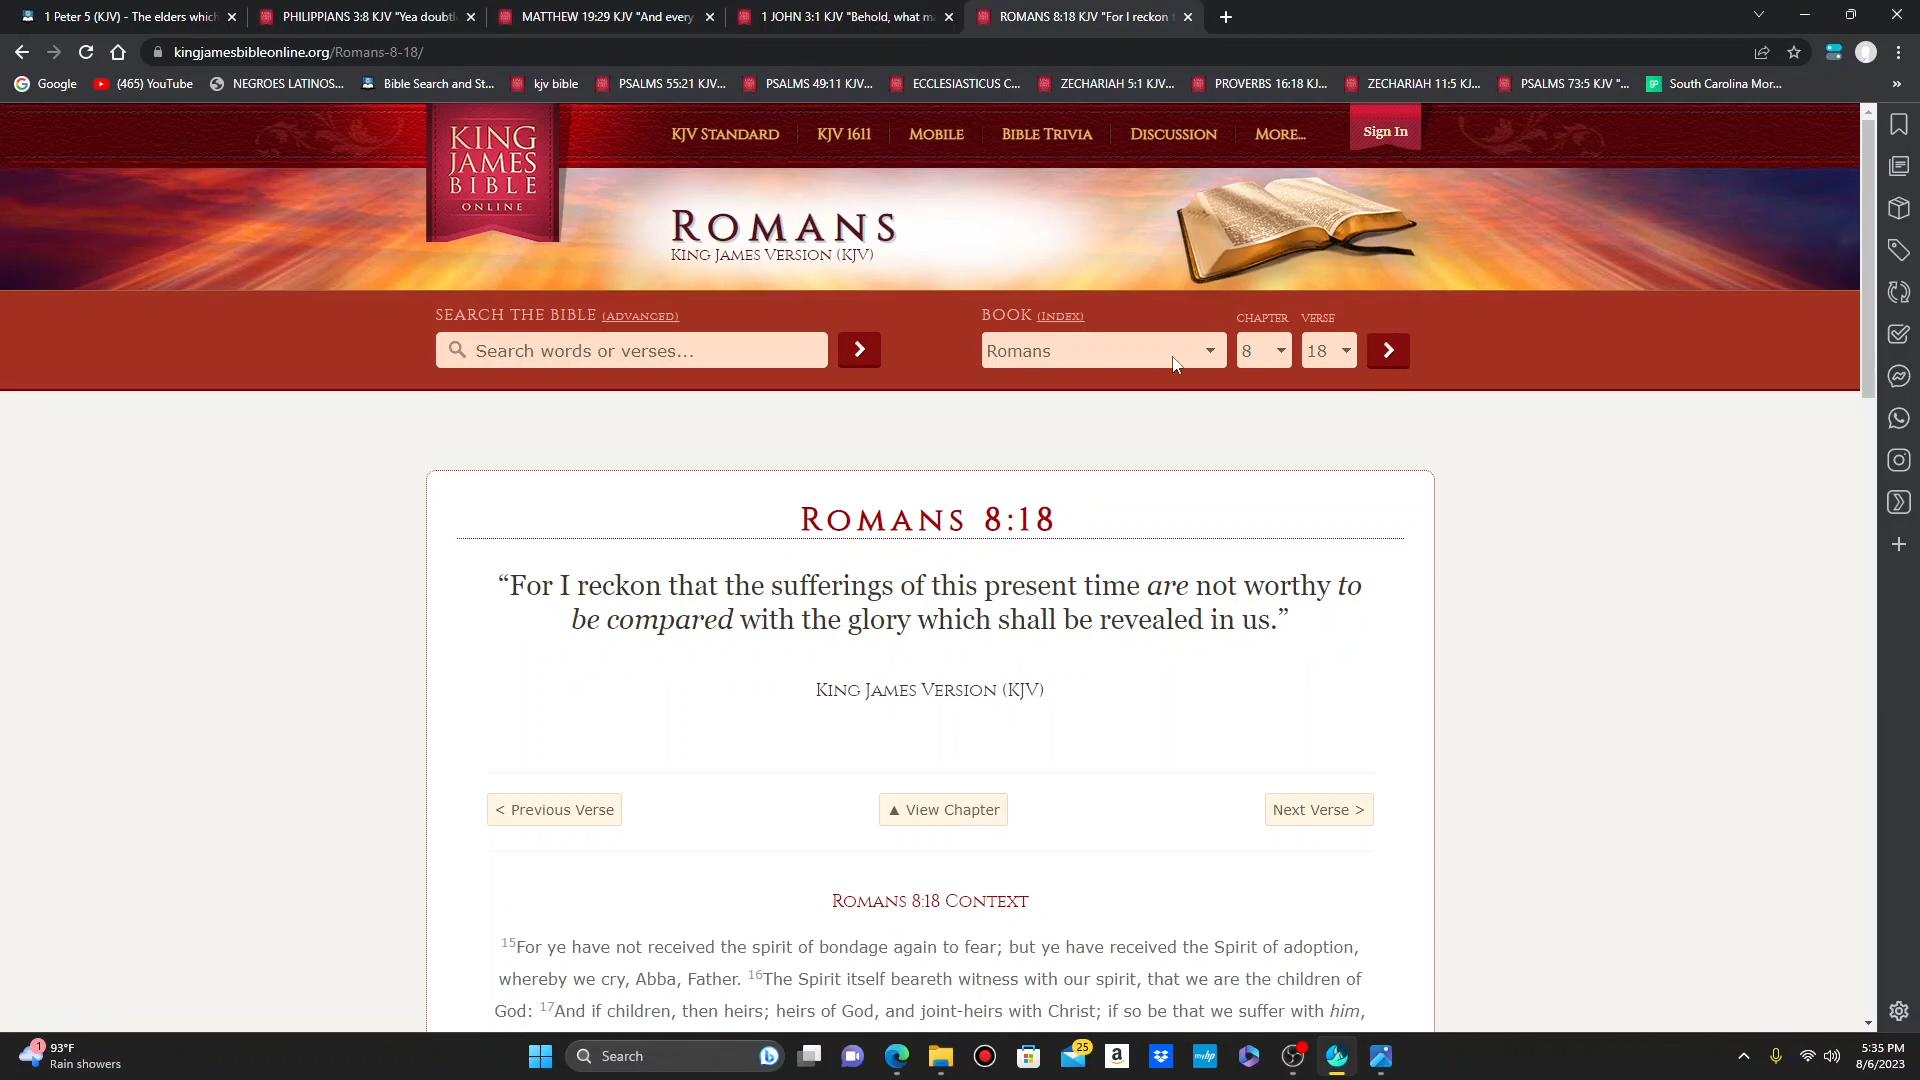 1 Peter 5 (KJV) - The elders which
PHILIPPIANS 3:8 KJV "Yea doubtl
MATTHEW 19:29 KJV "And every
1 JOHN 3:1 KJV "Behold, what ma
ROMANS 8:18 KJV "For I reckon t
kingjamesbibleonline.org/Romans-8-18/
Google
(465) YouTube
NEGROES LATINOS...
Bible Search and St...
kjv bible
PSALMS 55:21 KJV...
PSALMS 49:11 KJV...
ECCLESIASTICUS C...
ZECHARIAH 5:1 KJV...
PROVERBS 16:18 KJ...
ZECHARIAH 11:5 KJ...
PSALMS 73:5 KJV "...
South Carolina Mor...
KING
JAMES
BIBLE
ONLINE
KJV STANDARD
KJV 1611
MOBILE
BIBLE TRIVIA
DISCUSSION
MORE...
Sign In
ROMANS
KING JAMES VERSION (KJV)
SEARCH THE BIBLE (ADVANCED)
Search words or verses...
BOOK (INDEX)
CHAPTER
VERSE
Romans
8
18
ROMANS 8:18
“For I reckon that the sufferings of this present time are not worthy to
be compared with the glory which shall be revealed in us.”
KING JAMES VERSION (KJV)
< Previous Verse
▲ View Chapter
Next Verse >
ROMANS 8:18 CONTEXT
15For ye have not received the spirit of bondage again to fear; but ye have received the Spirit of adoption,
whereby we cry, Abba, Father. 16The Spirit itself beareth witness with our spirit, that we are the children of
God: 17And if children, then heirs; heirs of God, and joint-heirs with Christ; if so be that we suffer with him,
1
93°F
Rain showers
Search
25
a
myhp
5:35 PM
8/6/2023